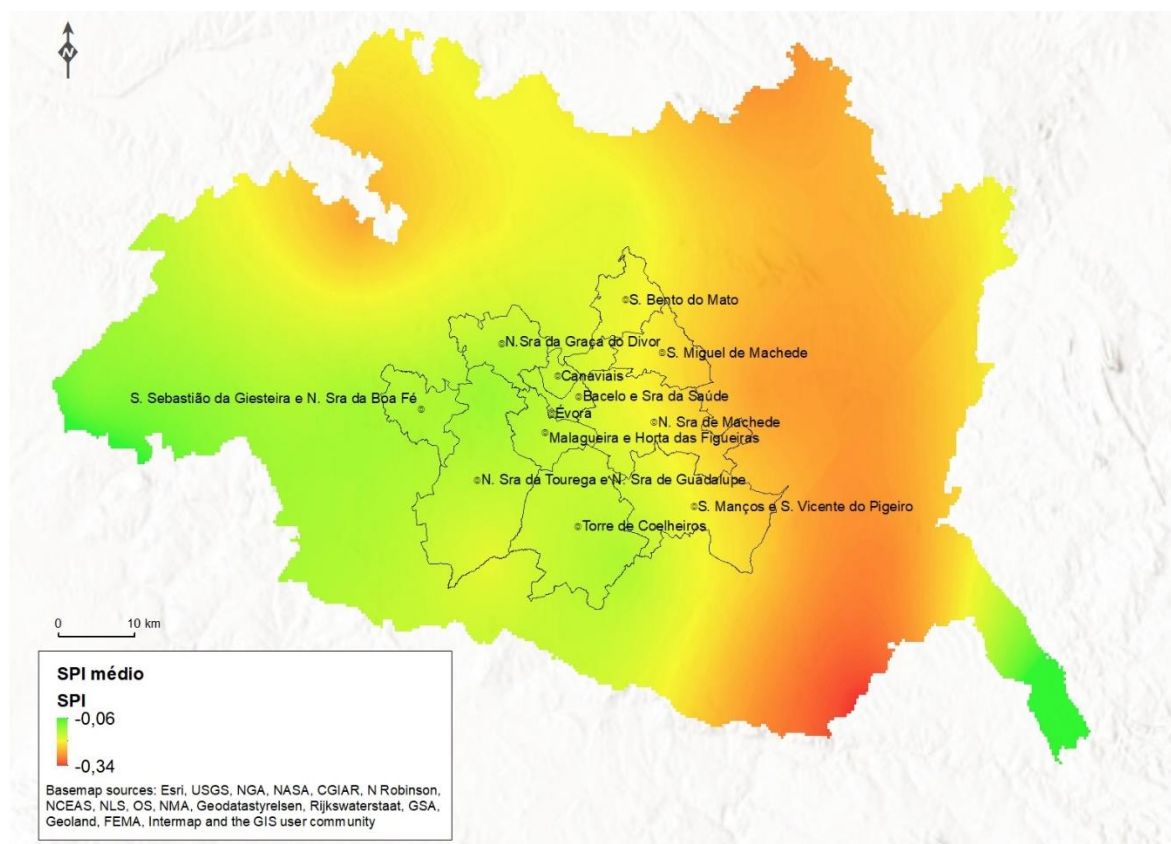 N
S. Bento do Mato
N.Sra da Graça do Divor
S. Miguel de Machede
Canaviais
S. Sebastião da Giesteira e N. Sra da Boa Fé
Bacelo e Sra da Saúde
Évora
N. Sra de Machede
Malagueira e Horta das Figueiras
N. Sra da Tourega e N. Sra de Guadalupe
S. Manços e S. Vicente do Pigeiro
Torre de Coelheiros
0 10 km
SPI médio
SPI
-0,06
-0,34
Basemap sources: Esri, USGS, NGA, NASA, CGIAR, N Robinson,
NCEAS, NLS, OS, NMA, Geodatastyrelsen, Rijkswaterstaat, GSA,
Geoland, FEMA, Intermap and the GIS user community